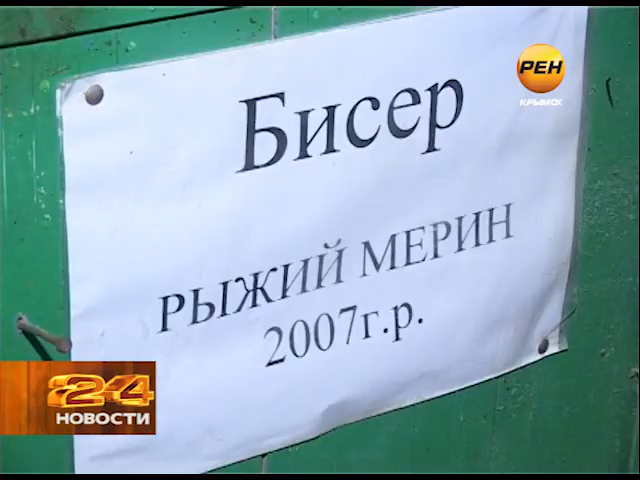 РЕН
КРЫМСК
Бисер
РЫЖИЙ МЕРИН
2007г.р.
24
НОВОСТИ